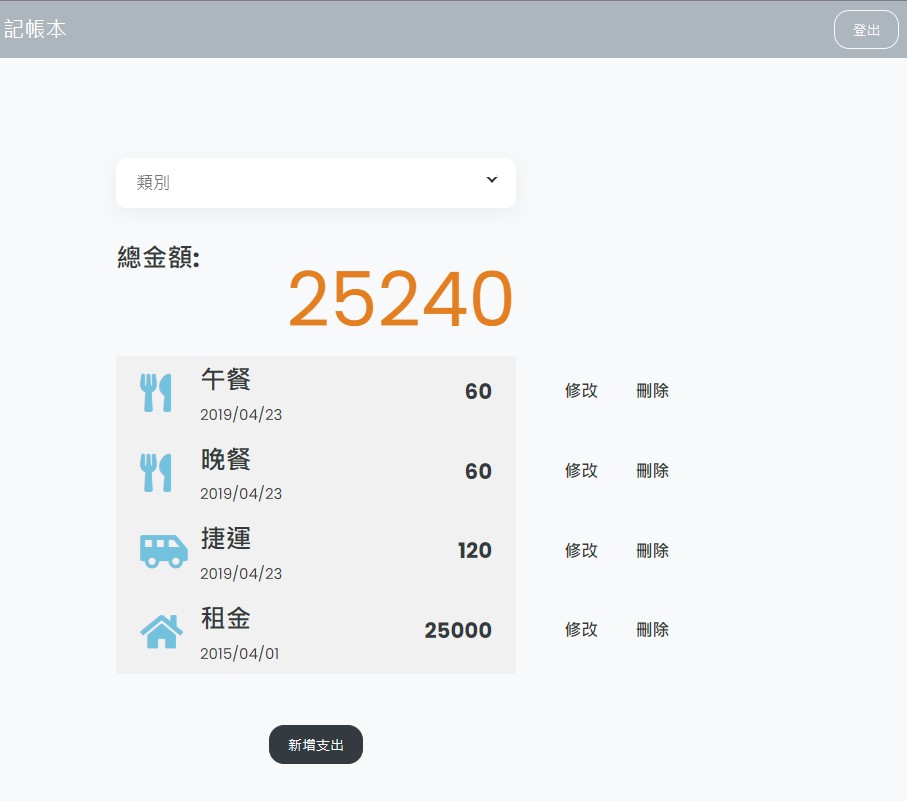 記帳本
登出
類別
總金額:
25240
午餐
60
修改
刪除
2019/04/23
晚餐
60
修改
刪除
2019/04/23
捷運
120
修改
刪除
2019/04/23
租金
25000
修改
刪除
2015/04/01
新增支出